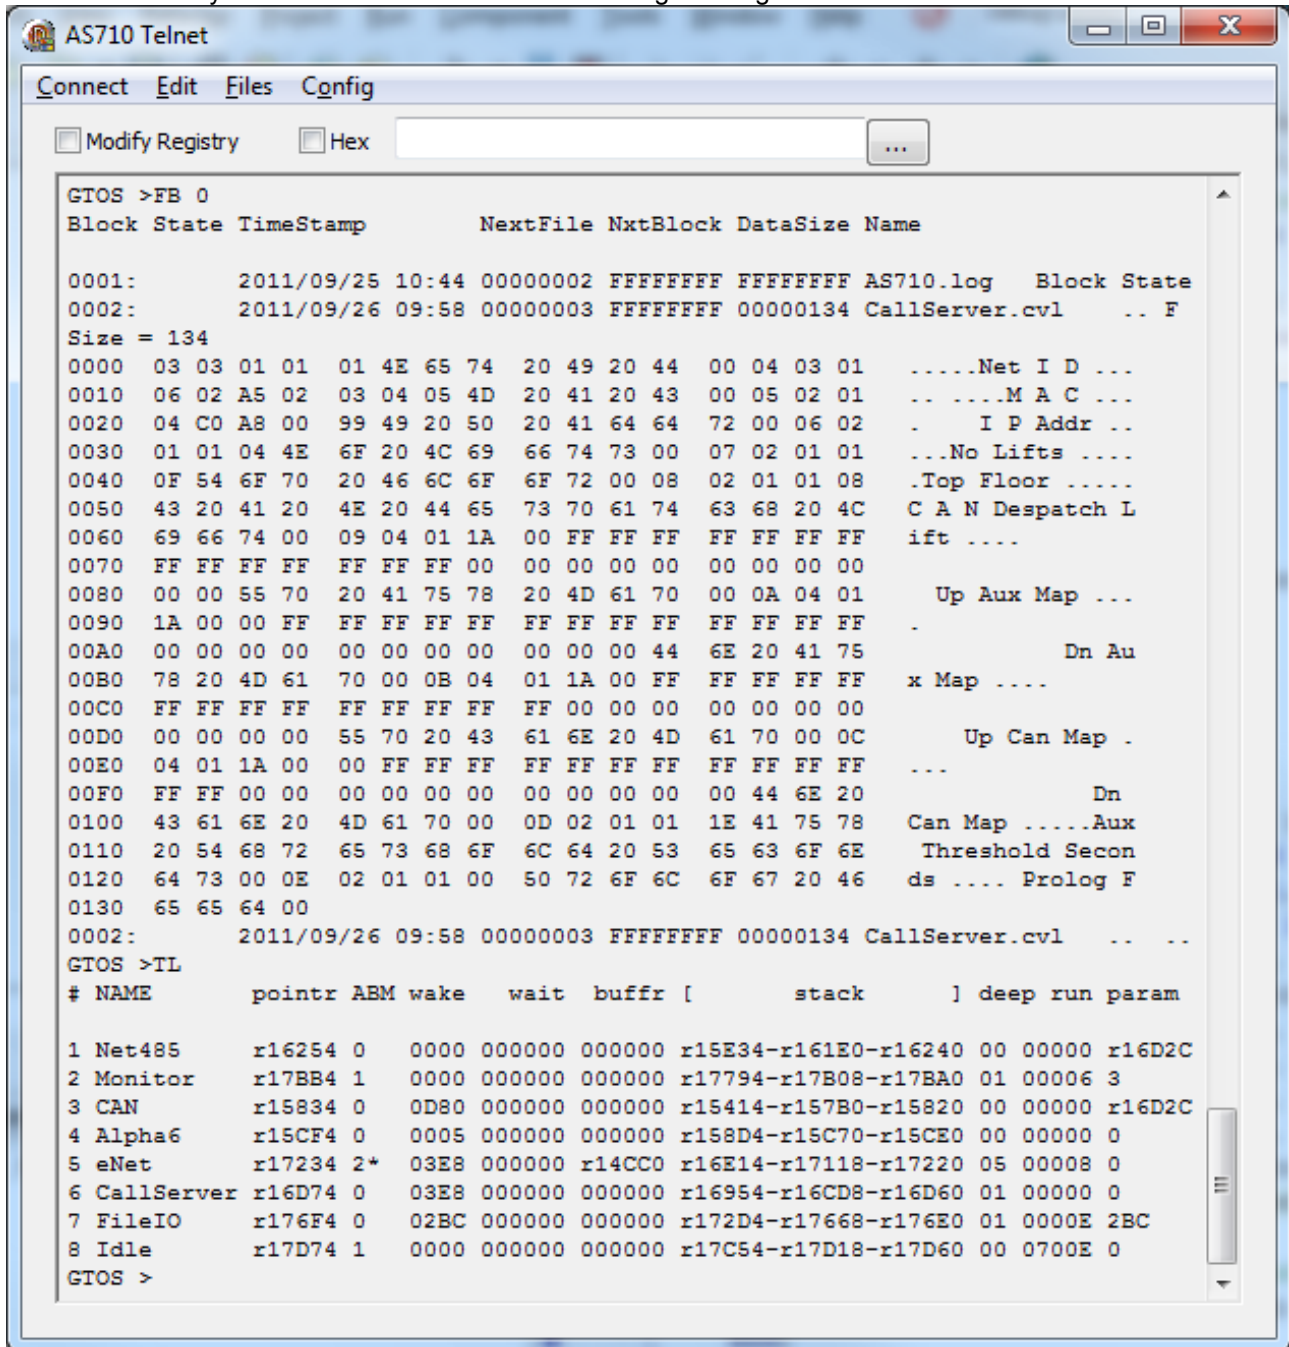 AS710 Telnet
Connect Edit Files Config
Modify Registry Hex ...
GTOS >FB 0
Block State TimeStamp NextFile NxtBlock DataSize Name
0001: 2011/09/25 10:44 00000002 FFFFFFFF FFFFFFFF AS710.log Block State
0002: 2011/09/26 09:58 00000003 FFFFFFFF 00000134 CallServer.cvl .. F
Size = 134
0000 03 03 01 01 01 4E 65 74 20 49 20 44 00 04 03 01 .....Net I D ...
0010 06 02 A5 02 03 04 05 4D 20 41 20 43 00 05 02 01 .. ....M A C ...
0020 04 C0 A8 00 99 49 20 50 20 41 64 64 72 00 06 02 . I P Addr ..
0030 01 01 04 4E 6F 20 4C 69 66 74 73 00 07 02 01 01 ...No Lifts ....
0040 0F 54 6F 70 20 46 6C 6F 6F 72 00 08 02 01 01 08 .Top Floor .....
0050 43 20 41 20 4E 20 44 65 73 70 61 74 63 68 20 4C C A N Despatch L
0060 69 66 74 00 09 04 01 1A 00 FF FF FF FF FF FF FF ift ....
0070 FF FF FF FF FF FF FF 00 00 00 00 00 00 00 00 00
0080 00 00 55 70 20 41 75 78 20 4D 61 70 00 0A 04 01 Up Aux Map ...
0090 1A 00 00 FF FF FF FF FF FF FF FF FF FF FF FF FF .
00A0 00 00 00 00 00 00 00 00 00 00 00 44 6E 20 41 75 Dn Au
00B0 78 20 4D 61 70 00 0B 04 01 1A 00 FF FF FF FF FF x Map ....
00C0 FF FF FF FF FF FF FF FF FF 00 00 00 00 00 00 00
00D0 00 00 00 00 55 70 20 43 61 6E 20 4D 61 70 00 0C Up Can Map .
00E0 04 01 1A 00 00 FF FF FF FF FF FF FF FF FF FF FF ...
00F0 FF FF 00 00 00 00 00 00 00 00 00 00 00 44 6E 20 Dn
0100 43 61 6E 20 4D 61 70 00 0D 02 01 01 1E 41 75 78 Can Map .....Aux
0110 20 54 68 72 65 73 68 6F 6C 64 20 53 65 63 6F 6E Threshold Secon
0120 64 73 00 0E 02 01 01 00 50 72 6F 6C 6F 67 20 46 ds .... Prolog F
0130 65 65 64 00
0002: 2011/09/26 09:58 00000003 FFFFFFFF 00000134 CallServer.cvl .. ..
GTOS >TL
# NAME pointr ABM wake wait buffr [ stack ] deep run param
1 Net485 r16254 0 0000 000000 000000 r15E34-r161E0-r16240 00 00000 r16D2C
2 Monitor r17BB4 1 0000 000000 000000 r17794-r17B08-r17BA0 01 00006 3
3 CAN r15834 0 0D80 000000 000000 r15414-r157B0-r15820 00 00000 r16D2C
4 Alpha6 r15CF4 0 0005 000000 000000 r158D4-r15C70-r15CE0 00 00000 0
5 eNet r17234 2* 03E8 000000 r14CC0 r16E14-r17118-r17220 05 00008 0
6 CallServer r16D74 0 03E8 000000 000000 r16954-r16CD8-r16D60 01 00000 0
7 FileIO r176F4 0 02BC 000000 000000 r172D4-r17668-r176E0 01 0000E 2BC
8 Idle r17D74 1 0000 000000 000000 r17C54-r17D18-r17D60 00 0700E 0
GTOS >